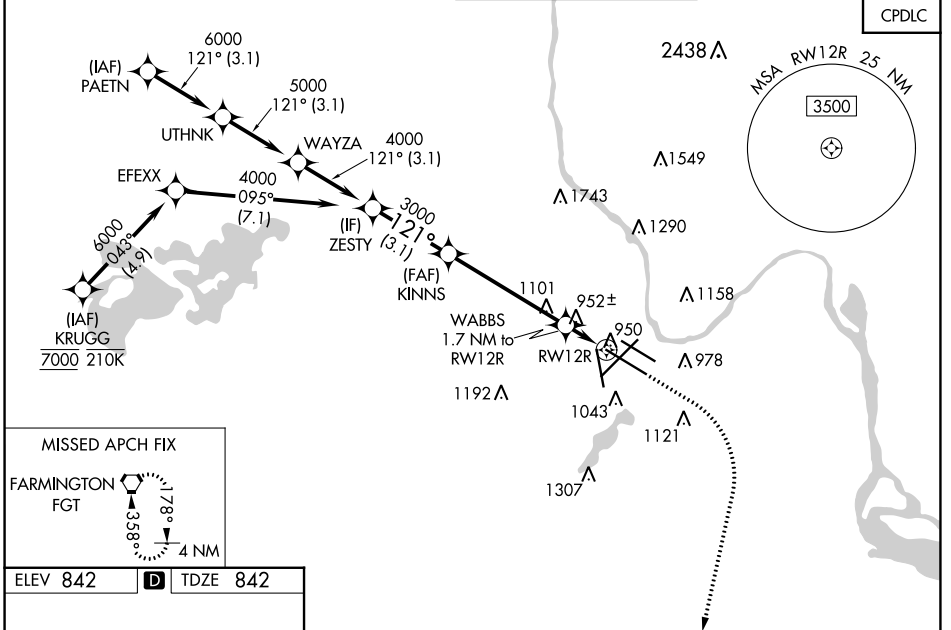 CPDLC
6000
121° (3.1)
(IAF)
PAETN
5000
121° (3.1)
UTHNK
WAYZA
4000
121° (3.1)
EFEXX
4000
095°
(7.1)
(IF)
ZESTY
3000
121°
(3.1)
6000
043°
(4.9)
(IAF)
KRUGG
7000 210K
(FAF)
KINNS
2438
MSA RW12R 25 NM
3500
1549
1743
1290
1101
952±
1158
WABBS
1.7 NM to
RW12R
RW12R
950
978
1192
1043
1121
1307
MISSED APCH FIX
FARMINGTON
FGT
178°
358°
4 NM
ELEV 842 D TDZE 842